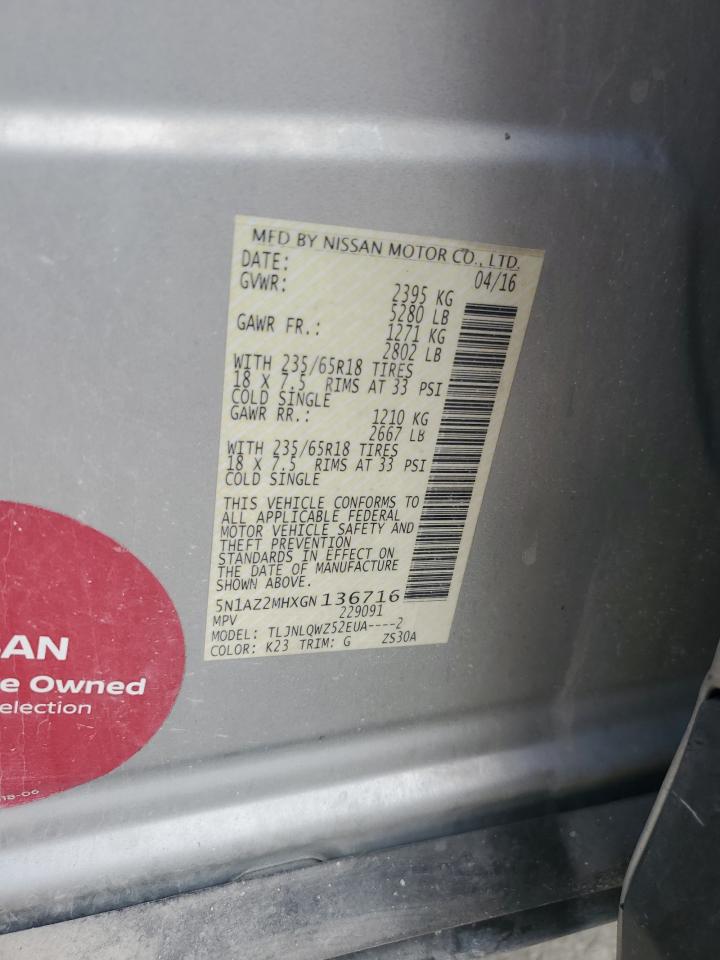 MFD BY NISSAN MOTOR CO., LTD.
DATE: 04/16
GVWR: 2395 KG
5280 LB
GAWR FR.: 1271 KG
2802 LB
WITH 235/65R18 TIRES
18 X 7.5 RIMS AT 33 PSI
COLD SINGLE
GAWR RR.: 1210 KG
2667 LB
WITH 235/65R18 TIRES
18 X 7.5 RIMS AT 33 PSI
COLD SINGLE
THIS VEHICLE CONFORMS TO
ALL APPLICABLE FEDERAL
MOTOR VEHICLE SAFETY AND
THEFT PREVENTION
STANDARDS IN EFFECT ON
THE DATE OF MANUFACTURE
SHOWN ABOVE.
5N1AZ2MHXGN136716
MPV 229091
MODEL: TLJNLQWZ52EUA----2
COLOR: K23 TRIM: G ZS30A
SAN
e Owned
election
18-06